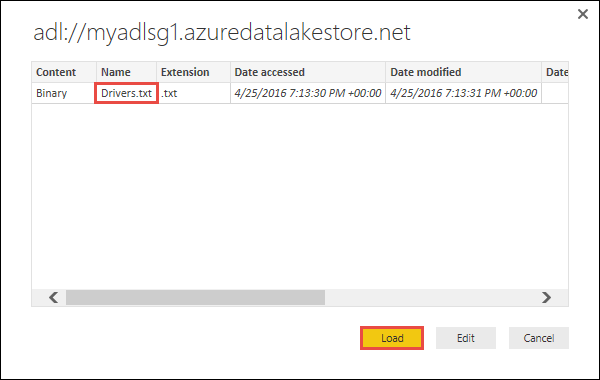 adl://myadlsg1.azuredatalakestore.net
Content Name Extension Date accessed Date modified Date
Binary Drivers.txt .txt 4/25/2016 7:13:30 PM +00:00 4/25/2016 7:13:31 PM +00:00
Load Edit Cancel